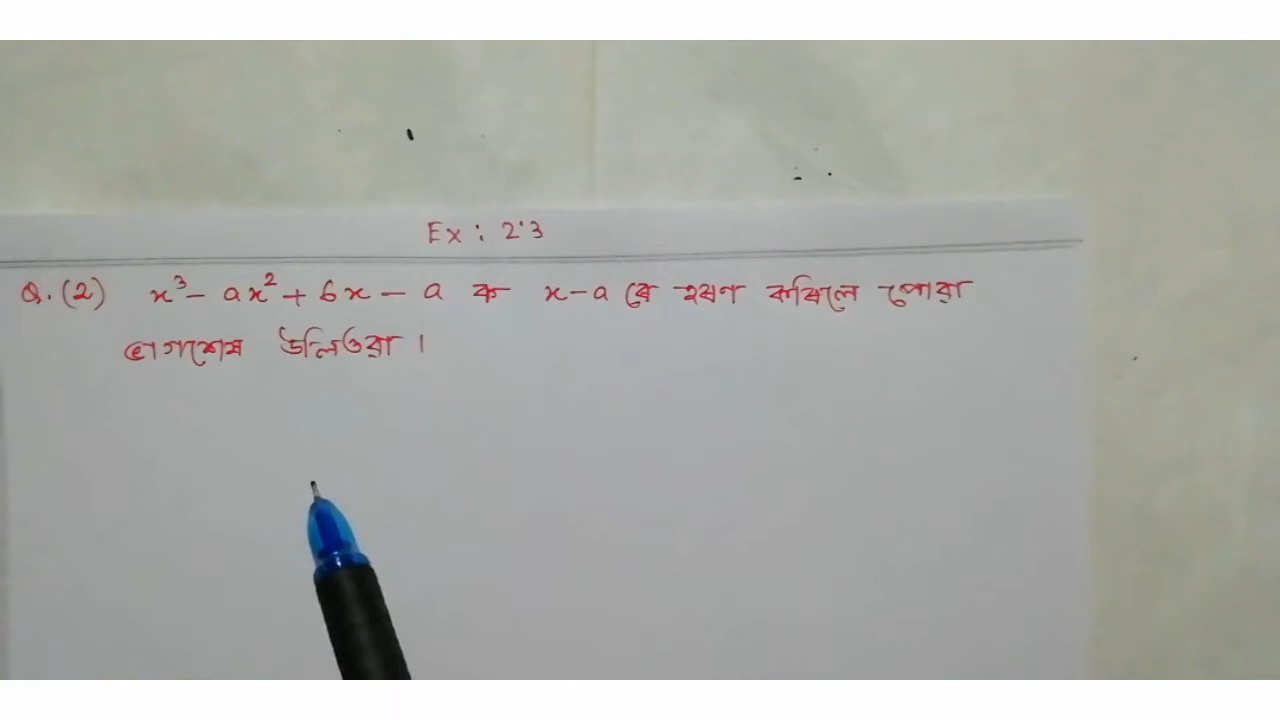 Ex : 2.3
Q. (2) x³ - ax² + 6x - a ক x-a ৰে হৰণ কৰিলে পোৱা
ভাগশেষ উলিওৱা ।